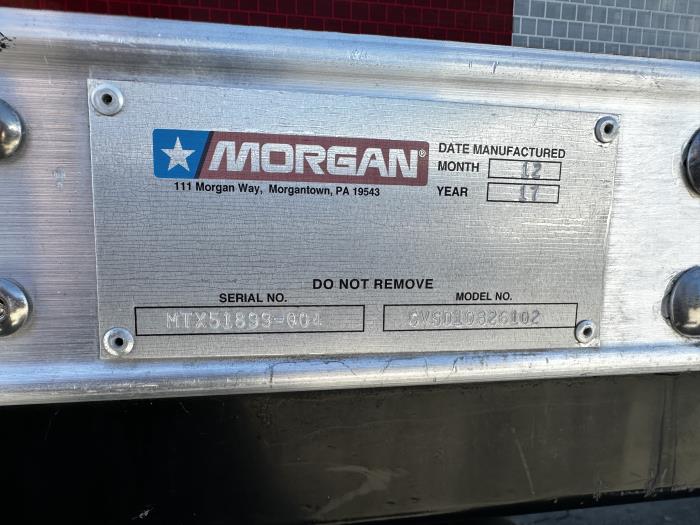 MORGAN®
111 Morgan Way, Morgantown, PA 19543
DATE MANUFACTURED
MONTH 12
YEAR 17
DO NOT REMOVE
SERIAL NO.
MTX51899-004
MODEL NO.